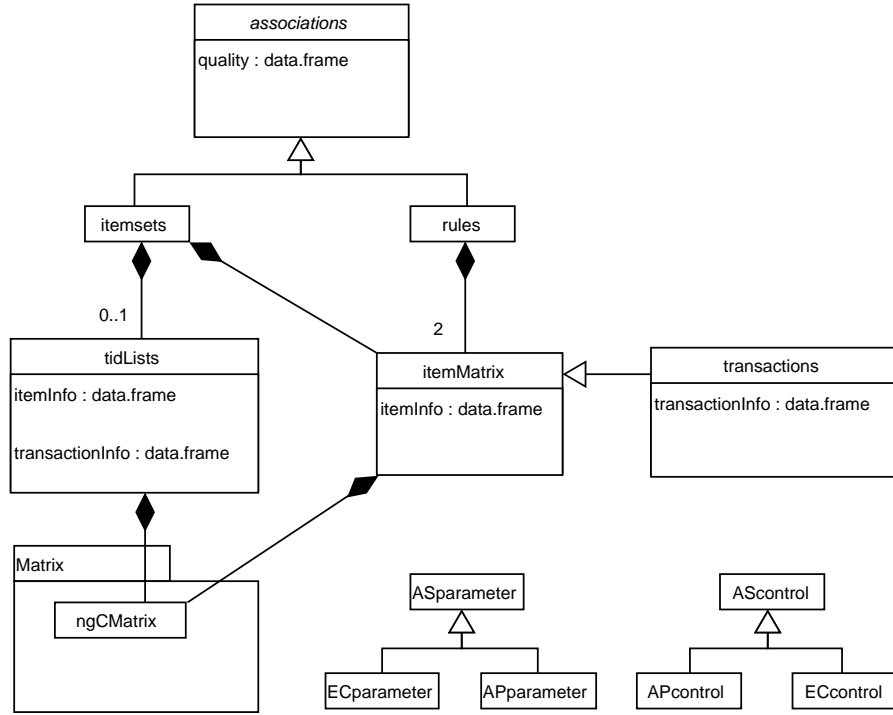 associations
quality : data.frame
itemsets
rules
0..1
2
tidLists
itemInfo : data.frame
transactionInfo : data.frame
itemMatrix
itemInfo : data.frame
transactions
transactionInfo : data.frame
Matrix
ngCMatrix
ASparameter
ECparameter
APparameter
AScontrol
APcontrol
ECcontrol